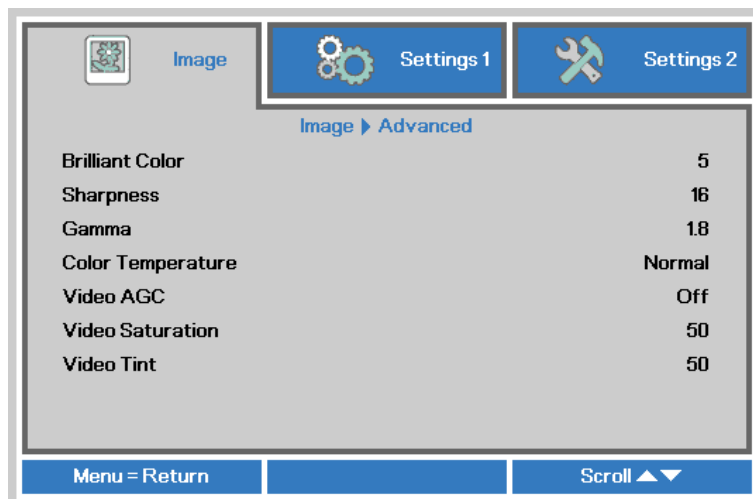 Image Settings 1 Settings 2
Image Advanced
Brilliant Color 5
Sharpness 16
Gamma 1.8
Color Temperature Normal
Video AGC Off
Video Saturation 50
Video Tint 50
Menu = Return Scroll